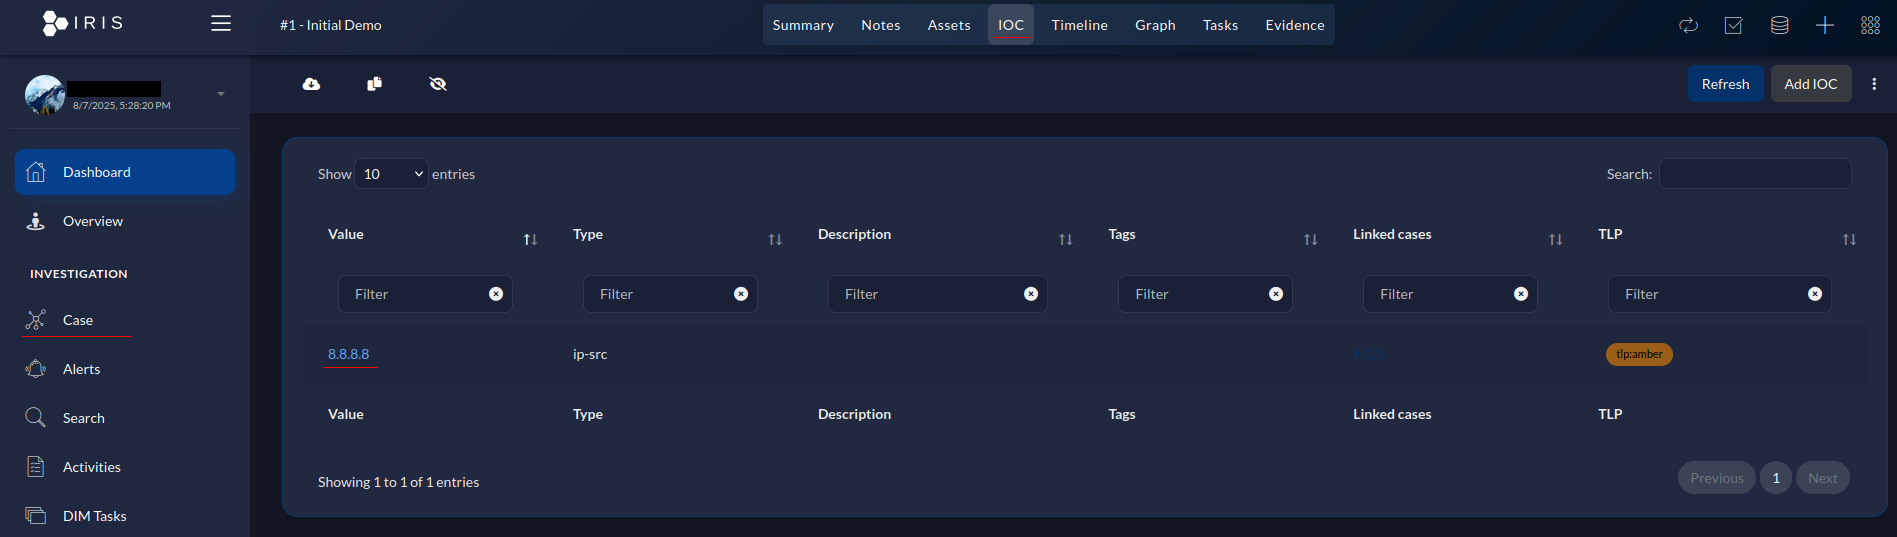 IRIS
#1 - Initial Demo
Summary Notes Assets IOC Timeline Graph Tasks Evidence
8/7/2025, 5:28:20 PM
Refresh Add IOC
Dashboard
Overview
INVESTIGATION
Case
Alerts
Search
Activities
DIM Tasks
Show 10 entries
Search:
Value Type Description Tags Linked cases TLP
Filter Filter Filter Filter Filter Filter
8.8.8.8 ip-src tlp:amber
Value Type Description Tags Linked cases TLP
Showing 1 to 1 of 1 entries
Previous 1 Next